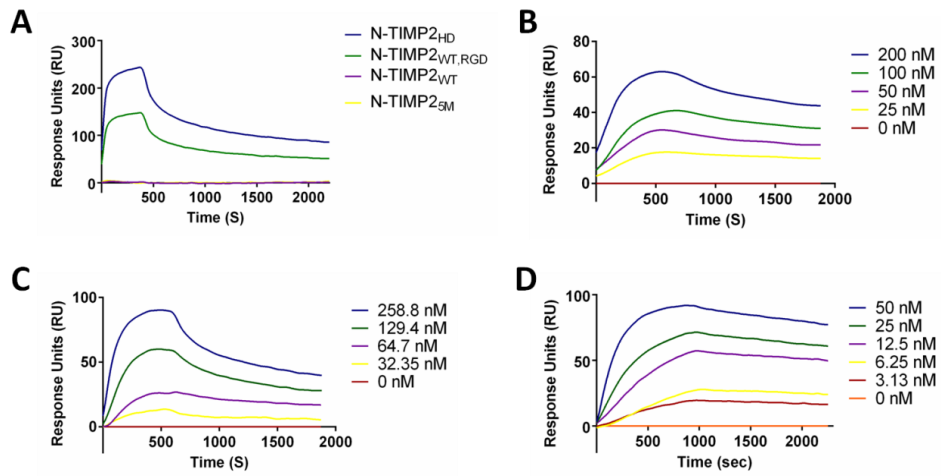 A
Response Units (RU)
300
200
100
0
500
1000
1500
2000
Time (S)
N-TIMP2HD
N-TIMP2WT,RGD
N-TIMP2WT
N-TIMP25M
B
Response Units (RU)
80
60
40
20
0
500
1000
1500
2000
Time (S)
200 nM
100 nM
50 nM
25 nM
0 nM
C
Response Units (RU)
100
50
0
500
1000
1500
2000
Time (S)
258.8 nM
129.4 nM
64.7 nM
32.35 nM
0 nM
D
Response Units (RU)
100
50
0
500
1000
1500
2000
Time (sec)
50 nM
25 nM
12.5 nM
6.25 nM
3.13 nM
0 nM